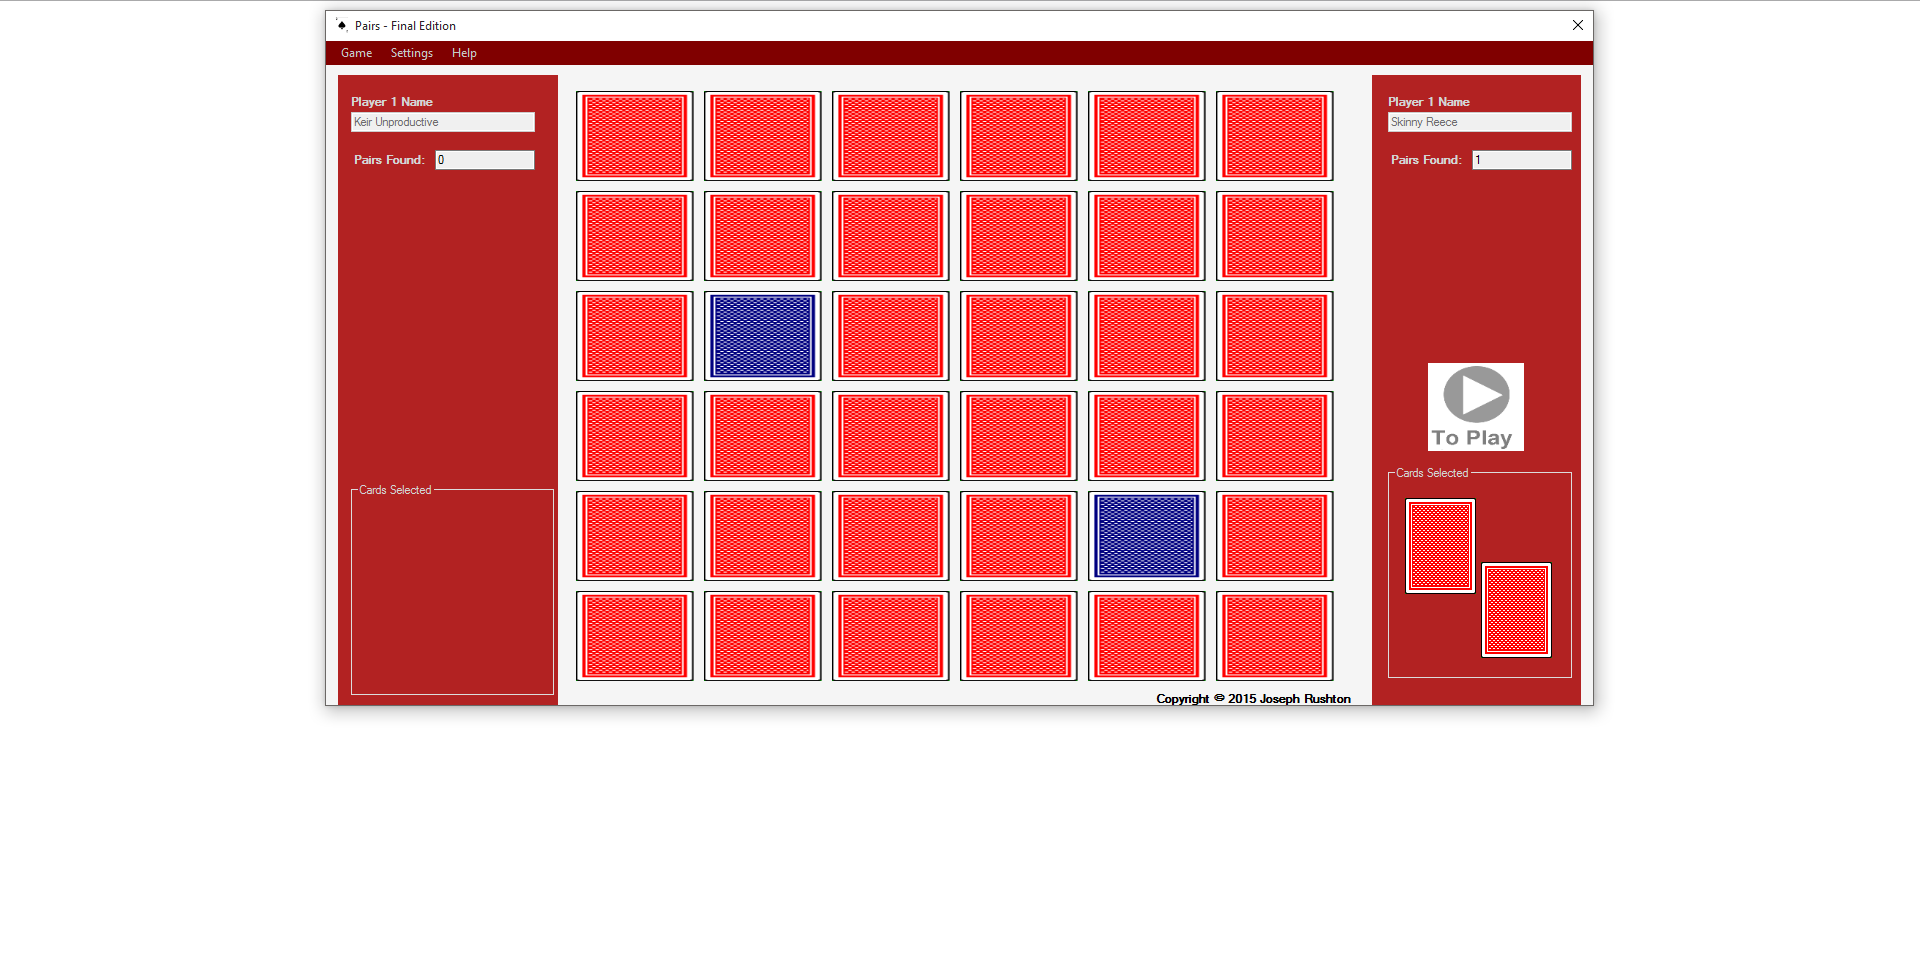 Pairs - Final Edition
Game Settings Help
Player 1 Name
Keir Unproductive
Pairs Found: 0
Cards Selected
Player 1 Name
Skinny Reece
Pairs Found: 1
To Play
Cards Selected
Copyright © 2015 Joseph Rushton